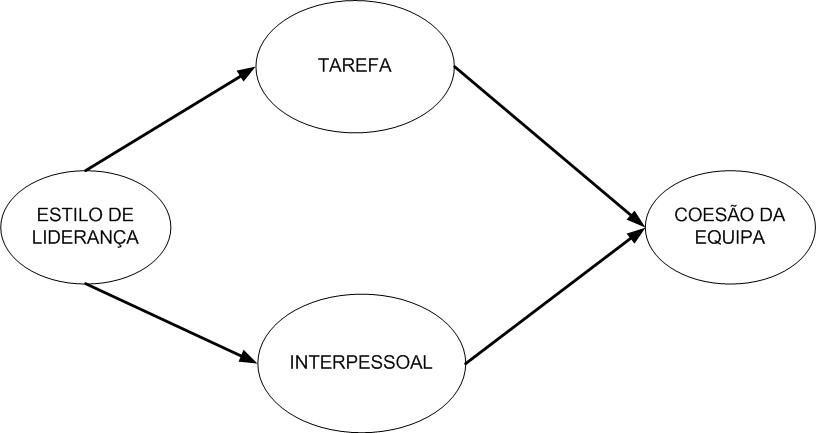 TAREFA
ESTILO DE
LIDERANÇA
COESÃO DA
EQUIPA
INTERPESSOAL